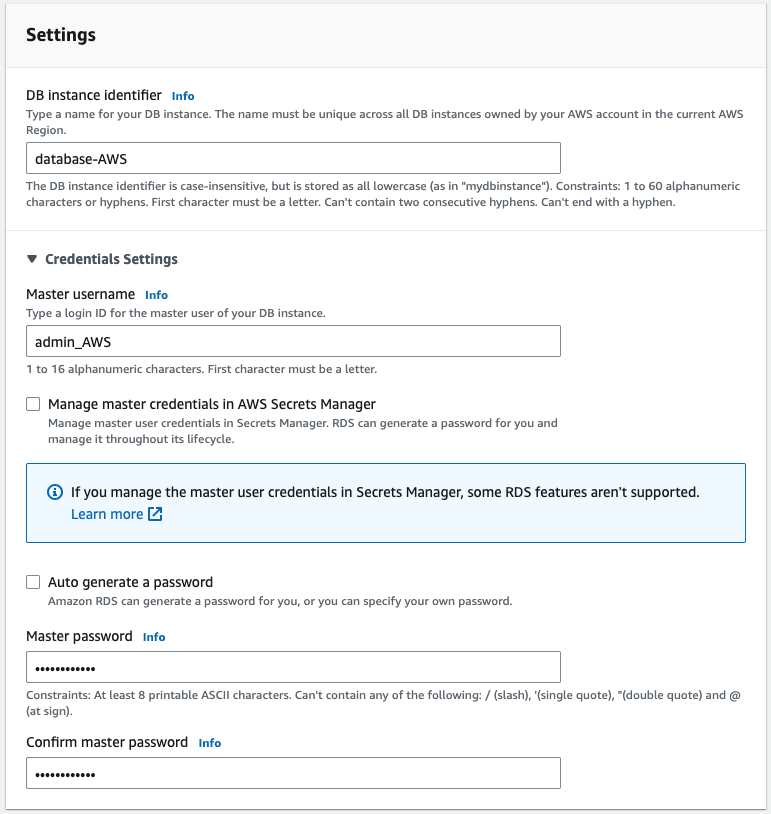 Settings
DB instance identifier Info
Type a name for your DB instance. The name must be unique across all DB instances owned by your AWS account in the current AWS
Region.
database-AWS
The DB instance identifier is case-insensitive, but is stored as all lowercase (as in "mydbinstance"). Constraints: 1 to 60 alphanumeric
characters or hyphens. First character must be a letter. Can't contain two consecutive hyphens. Can't end with a hyphen.
Credentials Settings
Master username Info
Type a login ID for the master user of your DB instance.
admin_AWS
1 to 16 alphanumeric characters. First character must be a letter.
Manage master credentials in AWS Secrets Manager
Manage master user credentials in Secrets Manager. RDS can generate a password for you and
manage it throughout its lifecycle.
If you manage the master user credentials in Secrets Manager, some RDS features aren't supported.
Learn more
Auto generate a password
Amazon RDS can generate a password for you, or you can specify your own password.
Master password Info
••••••••••••
Constraints: At least 8 printable ASCII characters. Can't contain any of the following: / (slash), '(single quote), "(double quote) and @
(at sign).
Confirm master password Info
••••••••••••